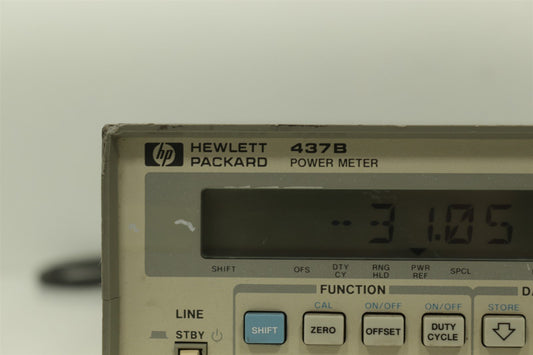 hp HEWLETT PACKARD 437B POWER METER
--31.05
SHIFT OFS DTY CY RNG HLD PWR REF SPCL
FUNCTION
CAL ON/OFF ON/OFF STORE
LINE
STBY
SHIFT ZERO OFFSET DUTY CYCLE